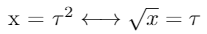 x = τ² ⟷ √x = τ